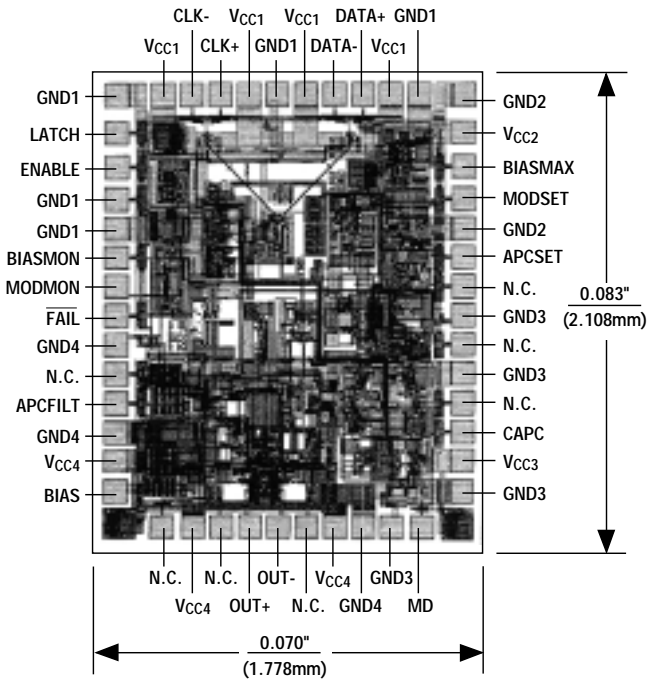 CLK- VCC1 VCC1 DATA+ GND1
VCC1 CLK+ GND1 DATA- VCC1
GND1
GND2
LATCH
VCC2
ENABLE
BIASMAX
GND1
MODSET
GND1
GND2
BIASMON
APCSET
MODMON
N.C.
0.083"
(2.108mm)
FAIL
GND3
GND4
N.C.
N.C.
GND3
APCFILT
N.C.
GND4
CAPC
VCC4
VCC3
BIAS
GND3
N.C. N.C. OUT- VCC4 GND3
VCC4 OUT+ N.C. GND4 MD
0.070"
(1.778mm)